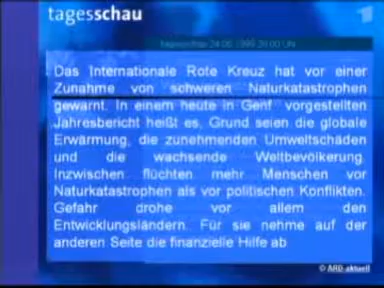 tagesschau
tagesschau 24.06.1999 20:00 Uhr
Das Internationale Rote Kreuz hat vor einer
Zunahme von schweren Naturkatastrophen
gewarnt. In einem heute in Genf vorgestellten
Jahresbericht heißt es, Grund seien die globale
Erwärmung, die zunehmenden Umweltschäden
und die wachsende Weltbevölkerung.
Inzwischen flüchten mehr Menschen vor
Naturkatastrophen als vor politischen Konflikten.
Gefahr drohe vor allem den
Entwicklungsländern. Für sie nehme auf der
anderen Seite die finanzielle Hilfe ab
© ARD-aktuell